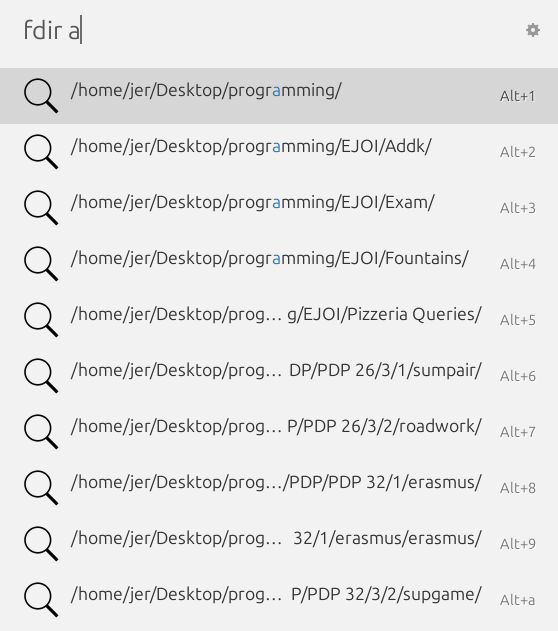 fdir a
/home/jer/Desktop/programming/ Alt+1
/home/jer/Desktop/programming/EJOI/Addk/ Alt+2
/home/jer/Desktop/programming/EJOI/Exam/ Alt+3
/home/jer/Desktop/programming/EJOI/Fountains/ Alt+4
/home/jer/Desktop/prog… g/EJOI/Pizzeria Queries/ Alt+5
/home/jer/Desktop/prog… DP/PDP 26/3/1/sumpair/ Alt+6
/home/jer/Desktop/prog… P/PDP 26/3/2/roadwork/ Alt+7
/home/jer/Desktop/prog…/PDP/PDP 32/1/erasmus/ Alt+8
/home/jer/Desktop/prog… 32/1/erasmus/erasmus/ Alt+9
/home/jer/Desktop/prog… P/PDP 32/3/2/supgame/ Alt+a